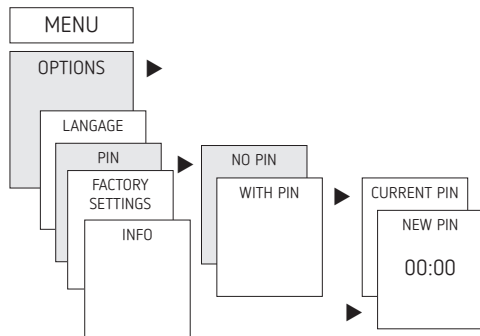 MENU
OPTIONS
LANGAGE
PIN
FACTORY
SETTINGS
INFO
NO PIN
WITH PIN
CURRENT PIN
NEW PIN
00:00